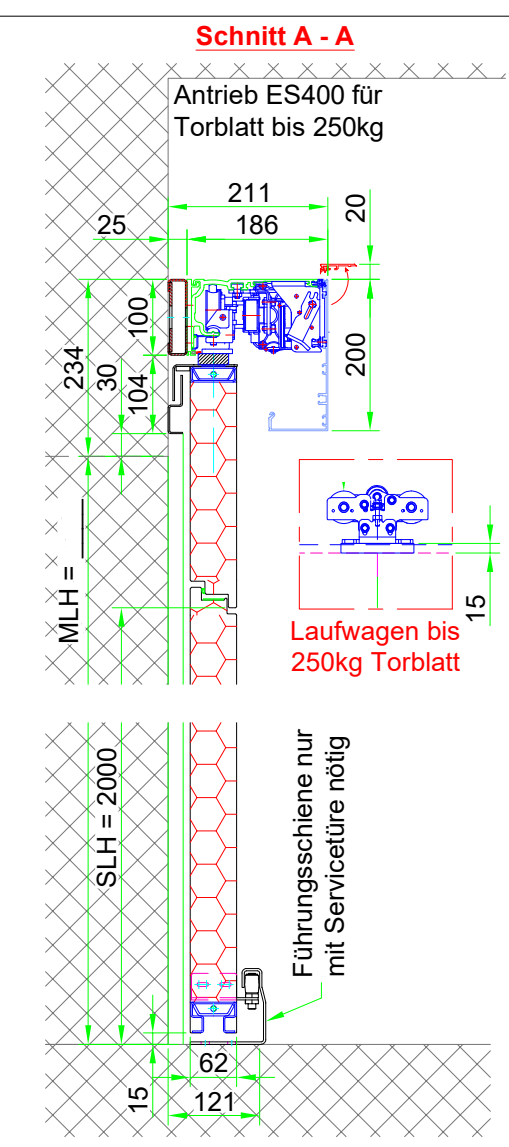 Schnitt A - A
Antrieb ES400 für
Torblatt bis 250kg
211
25
186
20
100
234
30
104
200
MLH =
15
Laufwagen bis
250kg Torblatt
SLH = 2000
Führungsschiene nur
mit Servicetüre nötig
62
15
121